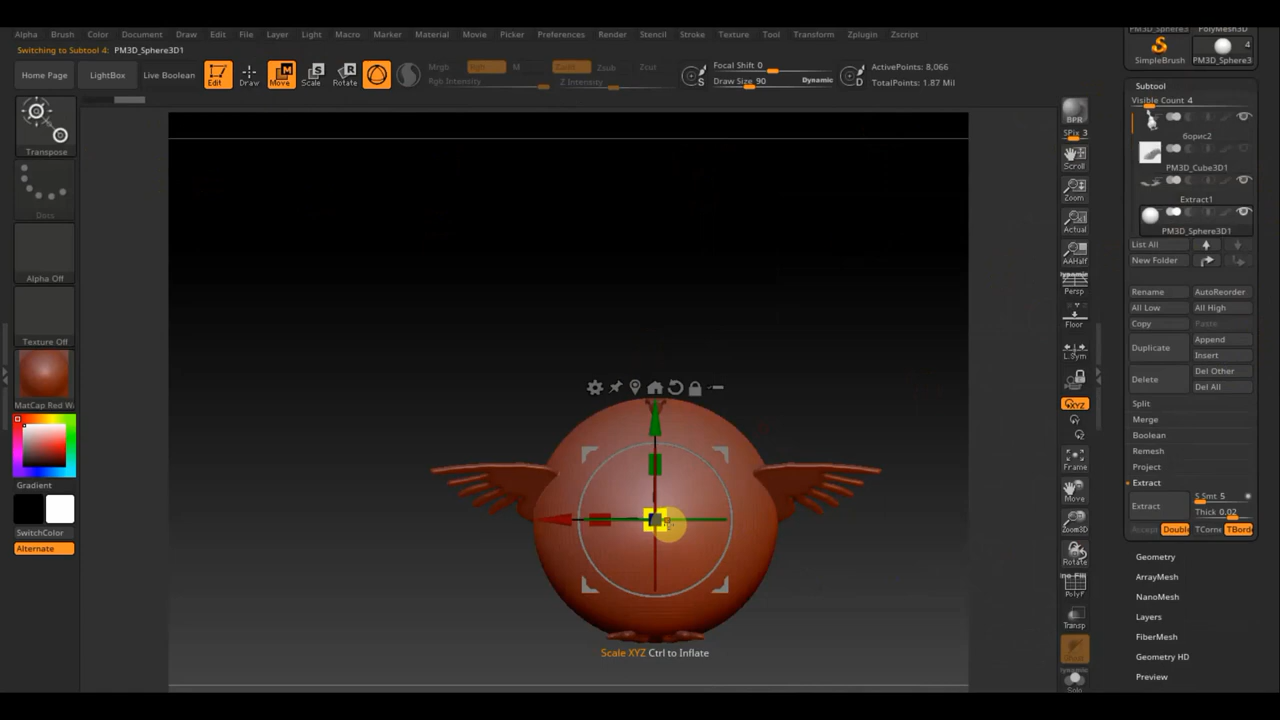 Alpha Brush Color Document Draw Edit File Layer Light Macro Marker Material Movie Picker Preferences Render Stencil Stroke Texture Tool Transform Zplugin Zscript
Switching to Subtool 4: PM3D_Sphere3D1
Home Page LightBox Live Boolean Edit Draw Move Scale Rotate
Mrgb Rgb M Zadd Zsub Zcut
Rgb Intensity Z Intensity
Focal Shift 0
Draw Size 90 Dynamic
ActivePoints: 8,066
TotalPoints: 1.87 Mil
Transpose
Dots
Alpha Off
Texture Off
MatCap Red W
Gradient
SwitchColor
Alternate
Scale XYZ Ctrl to Inflate
BPR
SPix 3
Scroll
Zoom
Actual
AAHalf
Dynamic
Persp
Floor
L.Sym
XYZ
Y
Z
Frame
Move
Zoom3D
Rotate
PolyF
Transp
Solo
PM3D_Sphere3 PolyMesh3D
SimpleBrush
4
PM3D_Sphere3
Subtool
Visible Count 4
борис2
PM3D_Cube3D1
Extract1
PM3D_Sphere3D1
List All
New Folder
Rename AutoReorder
All Low All High
Copy Paste
Duplicate Append
Insert
Delete Del Other
Del All
Split
Merge
Boolean
Remesh
Project
Extract
Extract S Smt 5
Thick 0.02
Accept Double TCorne TBord
Geometry
ArrayMesh
NanoMesh
Layers
FiberMesh
Geometry HD
Preview